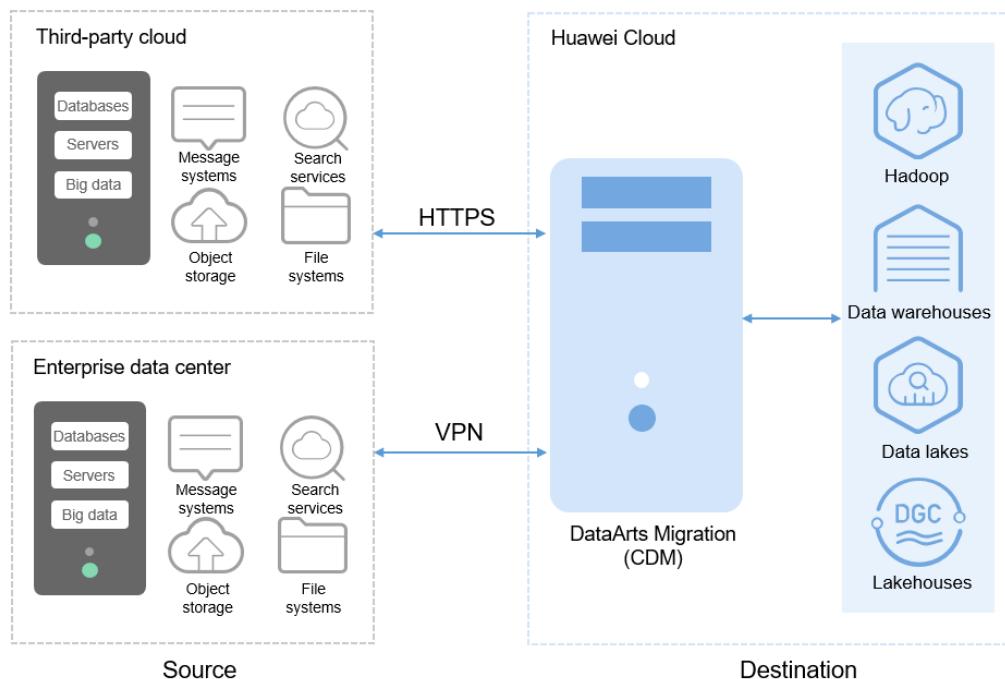 Third-party cloud
Databases
Servers
Big data
Message
systems
Search
services
Object
storage
File
systems
HTTPS
Enterprise data center
Databases
Servers
Big data
Message
systems
Search
services
Object
storage
File
systems
VPN
Source
Huawei Cloud
DataArts Migration
(CDM)
Hadoop
Data warehouses
Data lakes
DGC
Lakehouses
Destination